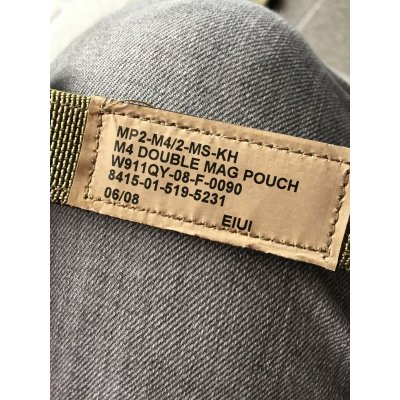 MP2-M4/2-MS-KH
M4 DOUBLE MAG POUCH
W911QY-08-F-0090
8415-01-519-5231
06/08
EIUI